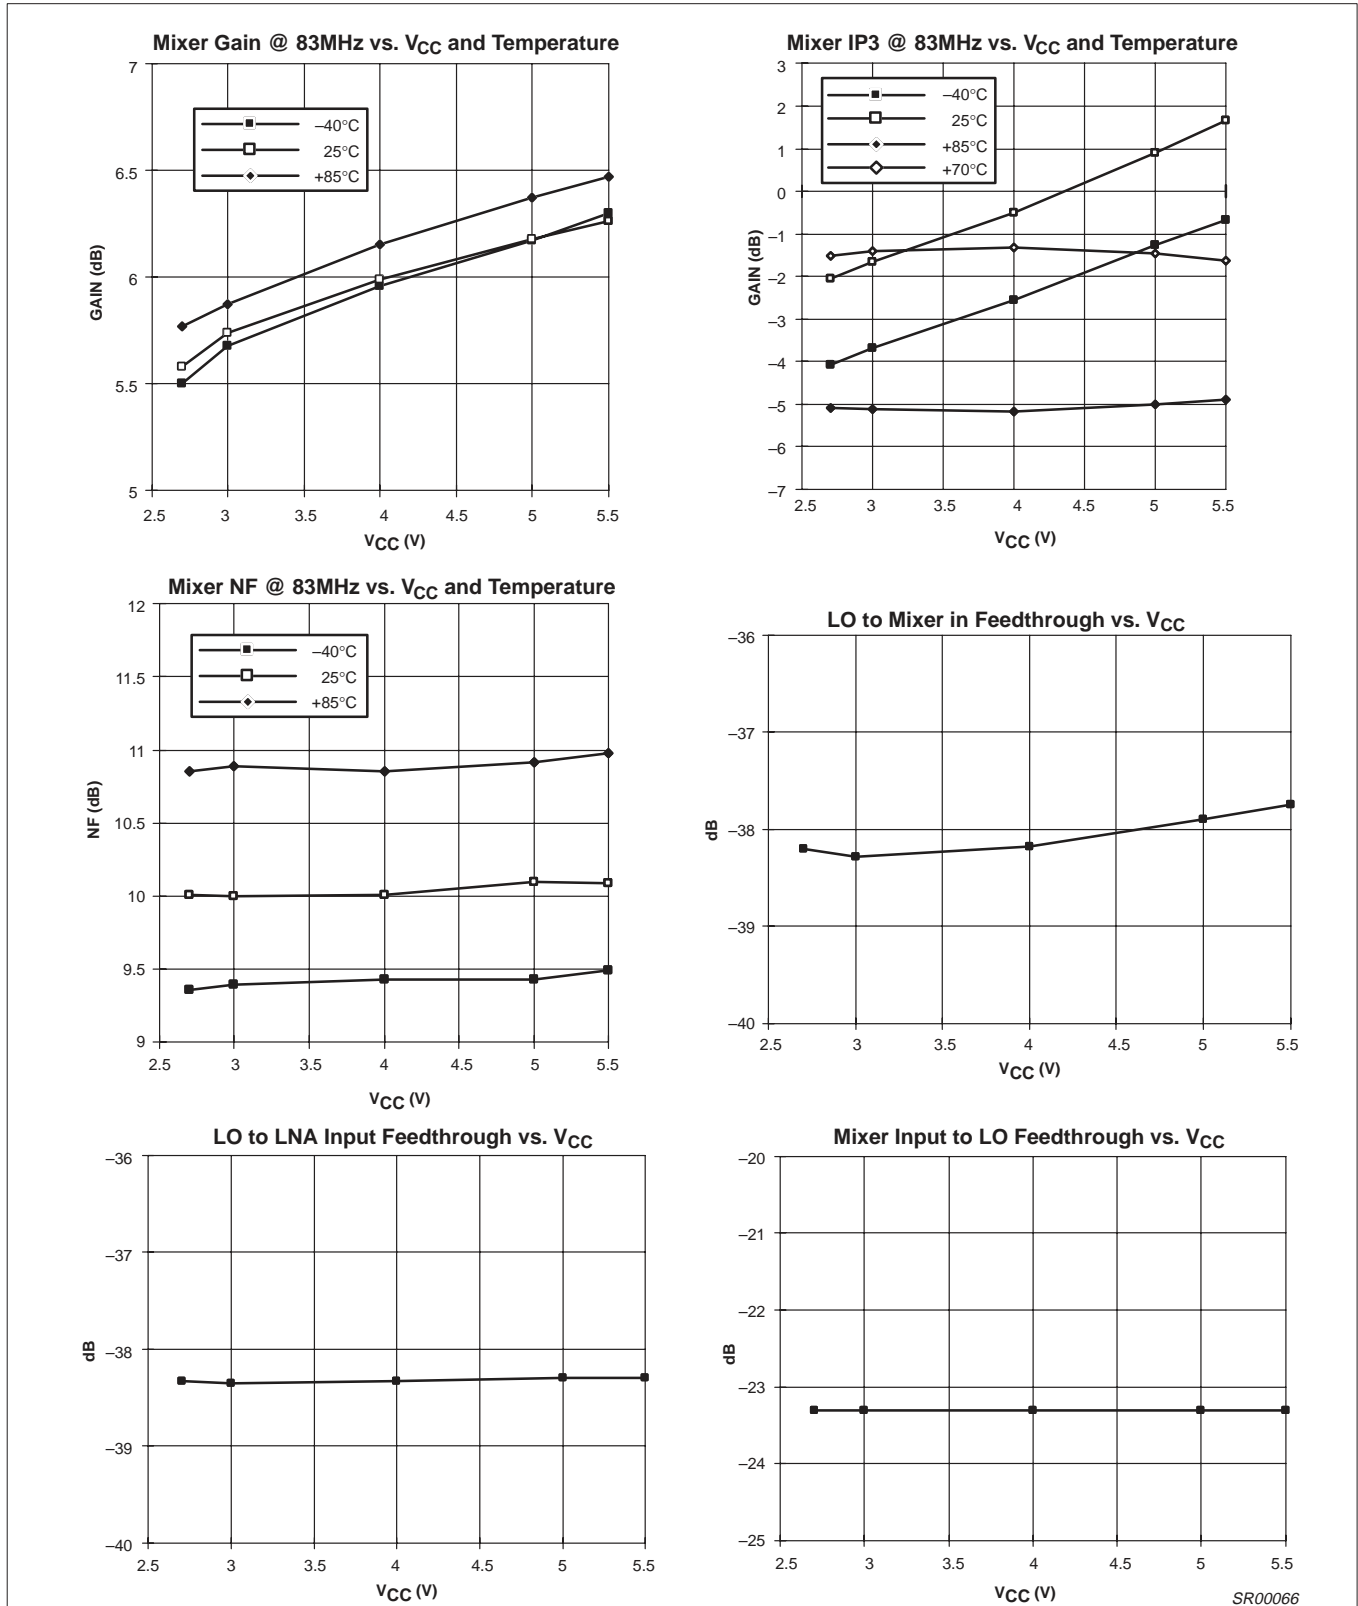 Mixer Gain @ 83MHz vs. VCC and Temperature
7
6.5
6
5.5
5
GAIN (dB)
–40°C
25°C
+85°C
2.5 3 3.5 4 4.5 5 5.5
VCC (V)
Mixer IP3 @ 83MHz vs. VCC and Temperature
3
2
1
0
–1
–2
–3
–4
–5
–6
–7
GAIN (dB)
–40°C
25°C
+85°C
+70°C
2.5 3 3.5 4 4.5 5 5.5
VCC (V)
Mixer NF @ 83MHz vs. VCC and Temperature
12
11.5
11
10.5
10
9.5
9
NF (dB)
–40°C
25°C
+85°C
2.5 3 3.5 4 4.5 5 5.5
VCC (V)
LO to Mixer in Feedthrough vs. VCC
–36
–37
–38
–39
–40
dB
2.5 3 3.5 4 4.5 5 5.5
VCC (V)
LO to LNA Input Feedthrough vs. VCC
–36
–37
–38
–39
–40
dB
2.5 3 3.5 4 4.5 5 5.5
VCC (V)
Mixer Input to LO Feedthrough vs. VCC
–20
–21
–22
–23
–24
–25
dB
2.5 3 3.5 4 4.5 5 5.5
VCC (V)
SR00066